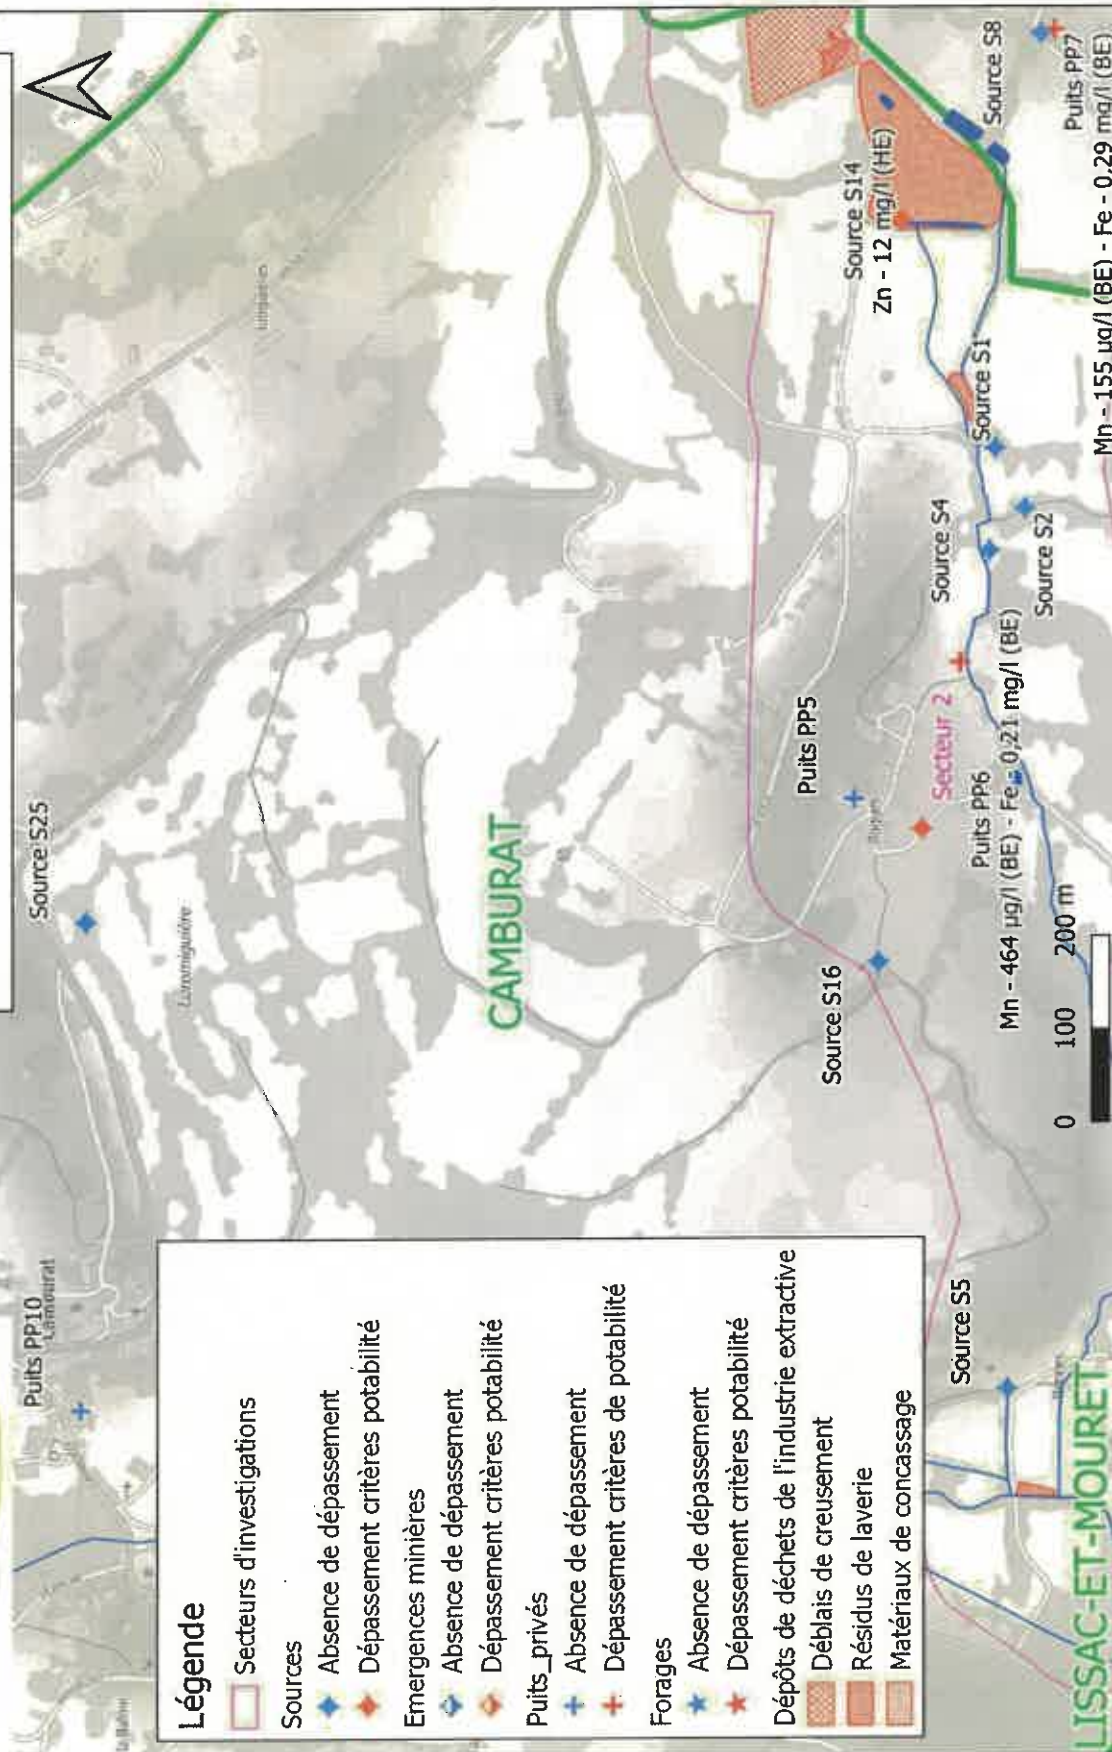 Légende
Secteurs d'investigations
Sources
Absence de dépassement
Dépassement critères potabilité
Emergences minières
Absence de dépassement
Dépassement critères potabilité
Puits_privés
Absence de dépassement
Dépassement critères de potabilité
Forages
Absence de dépassement
Dépassement critères potabilité
Dépôts de déchets de l'industrie extractive
Déblais de creusement
Résidus de laverie
Matériaux de concassage
Puits PP10
Lamourat
Source S25
Lommiguière
CAMBURAT
Source S16
Puits PP5
Source S14
Zn - 12 mg/l (HE)
Source S8
Puits PP7
Mn - 155 µg/l (BE) - Fe - 0,29 mg/l (BE)
Source S1
Source S4
Source S2
Secteur 2
Puits PP6
Mn - 464 µg/l (BE) - Fe - 0,21 mg/l (BE)
Source S5
LISSAC-ET-MOURET
0 100 200 m